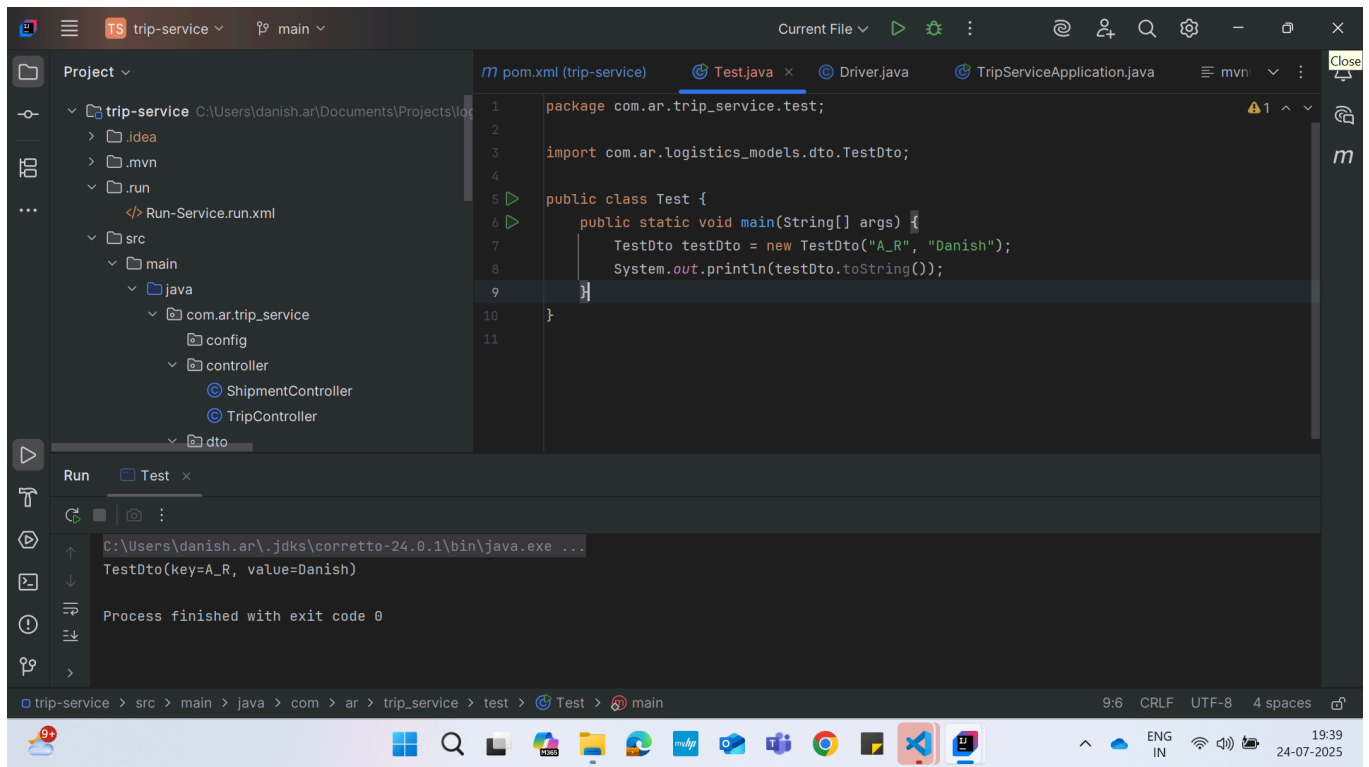 TS trip-service main Current File
Project
pom.xml (trip-service) Test.java Driver.java TripServiceApplication.java
Close
trip-service C:\Users\danish.ar\Documents\Projects\
.idea
.mvn
.run
Run-Service.run.xml
src
main
java
com.ar.trip_service
config
controller
ShipmentController
TripController
dto
1 package com.ar.trip_service.test;
2
3 import com.ar.logistics_models.dto.TestDto;
4
5 public class Test {
6 public static void main(String[] args) {
7 TestDto testDto = new TestDto("A_R", "Danish");
8 System.out.println(testDto.toString());
9 }
10 }
11
1
m
Run Test
C:\Users\danish.ar\.jdks\corretto-24.0.1\bin\java.exe ...
TestDto(key=A_R, value=Danish)
Process finished with exit code 0
trip-service > src > main > java > com > ar > trip_service > test > Test > main 9:6 CRLF UTF-8 4 spaces
9+
M365
myhp
ENG
IN
19:39
24-07-2025